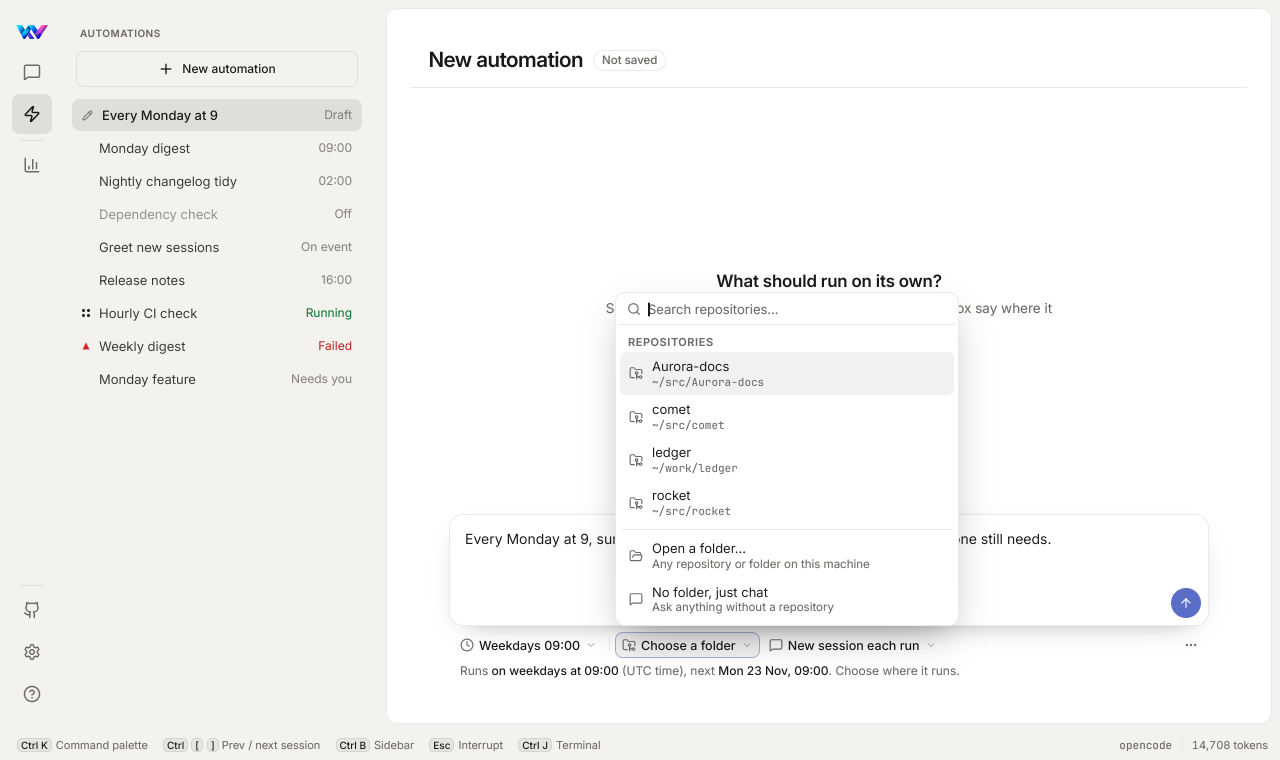 AUTOMATIONS
New automation
Every Monday at 9 Draft
Monday digest 09:00
Nightly changelog tidy 02:00
Dependency check Off
Greet new sessions On event
Release notes 16:00
Hourly CI check Running
Weekly digest Failed
Monday feature Needs you
New automation Not saved
What should run on its own?
ox say where it
Search repositories...
REPOSITORIES
Aurora-docs
~/src/Aurora-docs
comet
~/src/comet
ledger
~/work/ledger
rocket
~/src/rocket
Open a folder...
Any repository or folder on this machine
No folder, just chat
Ask anything without a repository
Every Monday at 9, one still needs.
Weekdays 09:00 Choose a folder New session each run
Runs on weekdays at 09:00 (UTC time), next Mon 23 Nov, 09:00. Choose where it runs.
Ctrl K Command palette Ctrl [ ] Prev / next session Ctrl B Sidebar Esc Interrupt Ctrl J Terminal
opencode 14,708 tokens